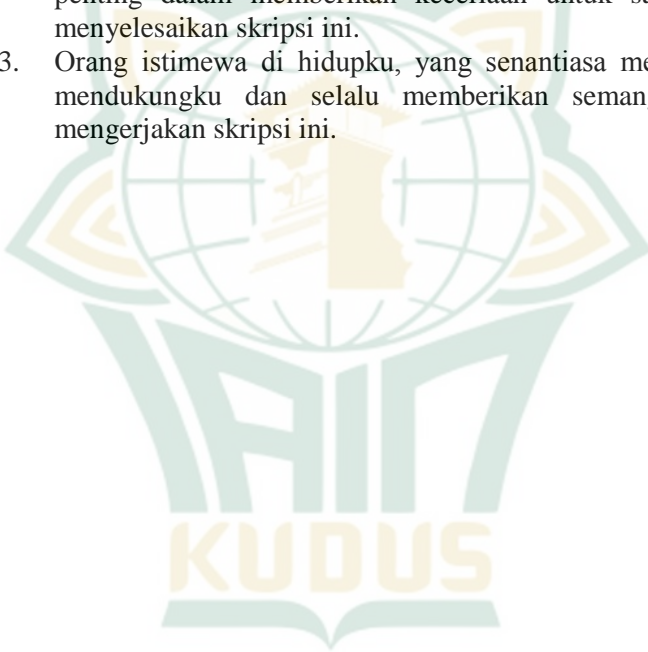 penting dalam memberikan keceriaan untuk
menyelesaikan skripsi ini.
3. Orang istimewa di hidupku, yang senantiasa
mendukungku dan selalu memberikan
mengerjakan skripsi ini.
IAIN
KUDUS